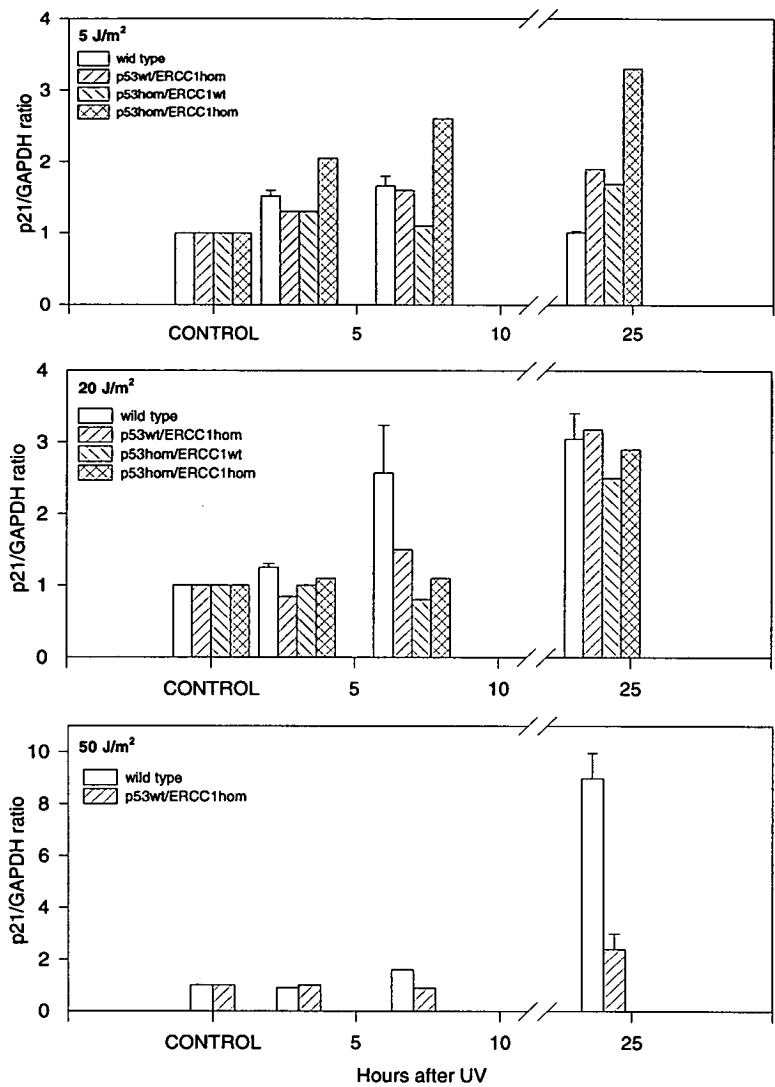 4
3
2
1
0
p21/GAPDH ratio
5 J/m²
wid type
p53wt/ERCC1hom
p53hom/ERCC1wt
p53hom/ERCC1hom
CONTROL 5 10 25
4
3
2
1
0
p21/GAPDH ratio
20 J/m²
wild type
p53wt/ERCC1hom
p53hom/ERCC1wt
p53hom/ERCC1hom
CONTROL 5 10 25
10
8
6
4
2
0
p21/GAPDH ratio
50 J/m²
wild type
p53wt/ERCC1hom
CONTROL 5 10 25
Hours after UV